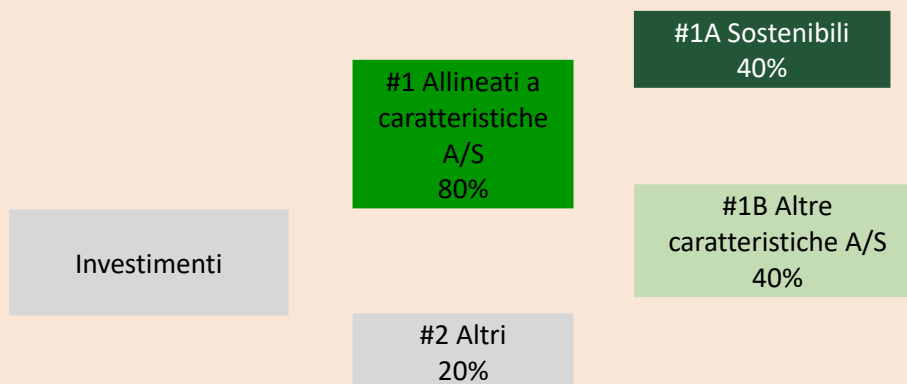 #1A Sostenibili
40%
#1 Allineati a
caratteristiche
A/S
80%
#1B Altre
caratteristiche A/S
40%
Investimenti
#2 Altri
20%